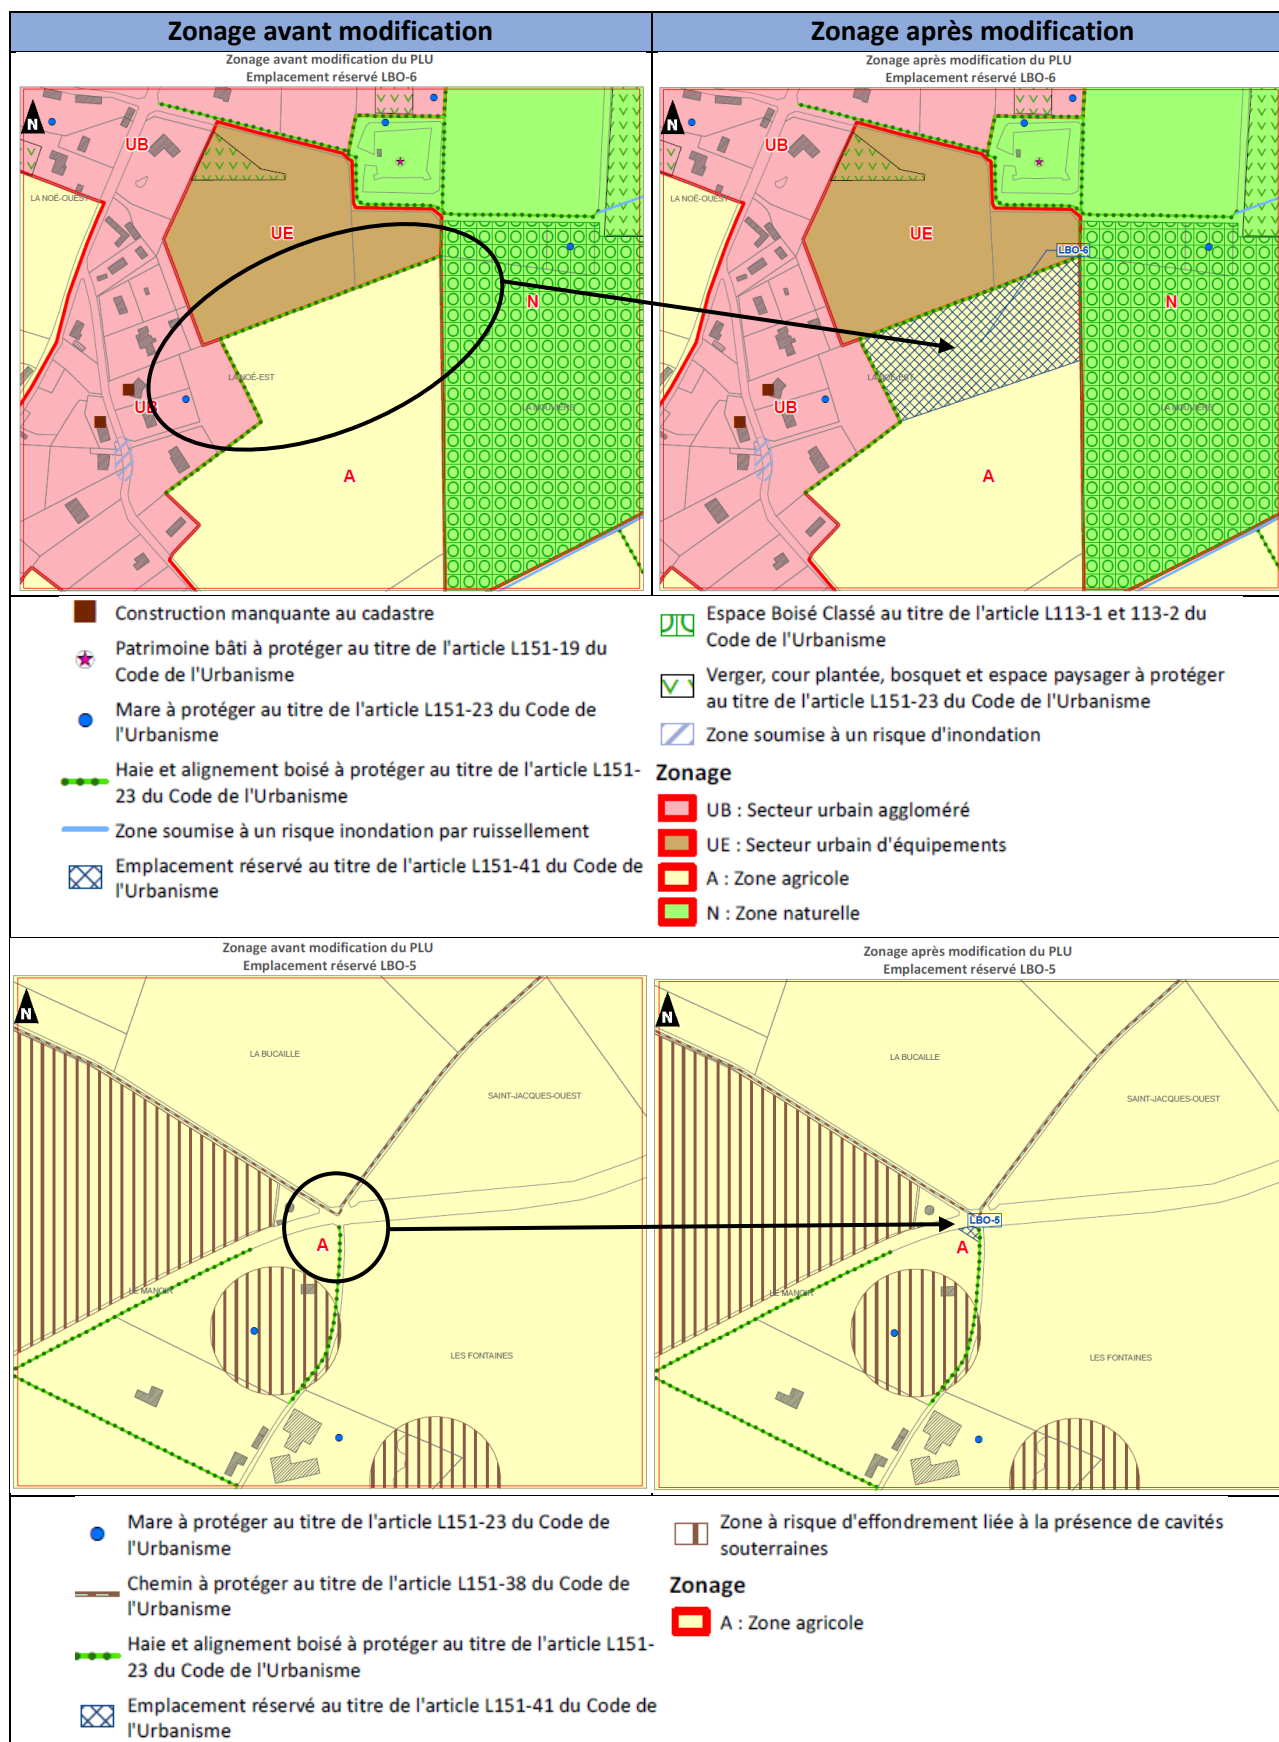 Zonage avant modification
Zonage après modification
Zonage avant modification du PLU
Emplacement réservé LBO-6
N
UB
LA NOË-OUEST
UE
N
LA NOË-EST
UB
LA NOUVIERE
A
Zonage après modification du PLU
Emplacement réservé LBO-6
N
UB
LA NOË-OUEST
UE
LBO-6
N
LA NOË-EST
UB
LA NOUVIERE
A
Construction manquante au cadastre
Patrimoine bâti à protéger au titre de l'article L151-19 du
Code de l'Urbanisme
Mare à protéger au titre de l'article L151-23 du Code de
l'Urbanisme
Haie et alignement boisé à protéger au titre de l'article L151-
23 du Code de l'Urbanisme
Zone soumise à un risque inondation par ruissellement
Emplacement réservé au titre de l'article L151-41 du Code de
l'Urbanisme
Espace Boisé Classé au titre de l'article L113-1 et 113-2 du
Code de l'Urbanisme
Verger, cour plantée, bosquet et espace paysager à protéger
au titre de l'article L151-23 du Code de l'Urbanisme
Zone soumise à un risque d'inondation
Zonage
UB : Secteur urbain aggloméré
UE : Secteur urbain d'équipements
A : Zone agricole
N : Zone naturelle
Zonage avant modification du PLU
Emplacement réservé LBO-5
N
LA BUCAILLE
SAINT-JACQUES-OUEST
A
LE MANOIR
LES FONTAINES
Zonage après modification du PLU
Emplacement réservé LBO-5
N
LA BUCAILLE
SAINT-JACQUES-OUEST
LBO-5
A
LE MANOIR
LES FONTAINES
Mare à protéger au titre de l'article L151-23 du Code de
l'Urbanisme
Chemin à protéger au titre de l'article L151-38 du Code de
l'Urbanisme
Haie et alignement boisé à protéger au titre de l'article L151-
23 du Code de l'Urbanisme
Emplacement réservé au titre de l'article L151-41 du Code de
l'Urbanisme
Zone à risque d'effondrement liée à la présence de cavités
souterraines
Zonage
A : Zone agricole